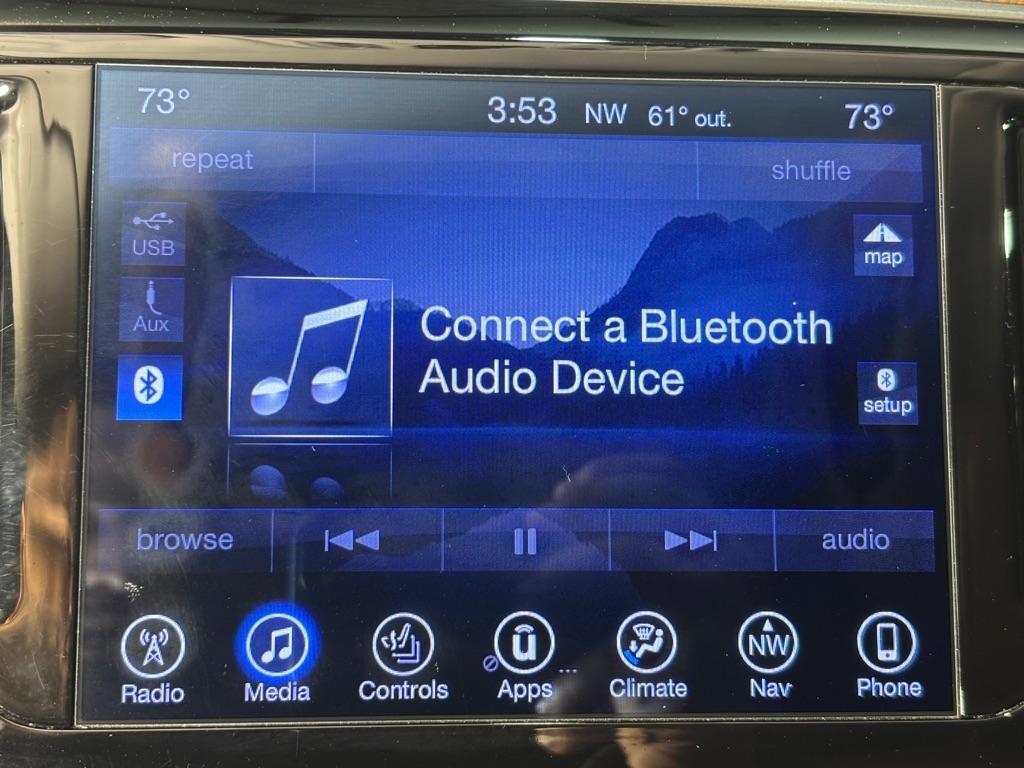 73° 3:53 NW 61° out. 73°
repeat shuffle
USB
map
Aux
Connect a Bluetooth
Audio Device
setup
browse audio
NW
Radio Media Controls Apps Climate Nav Phone